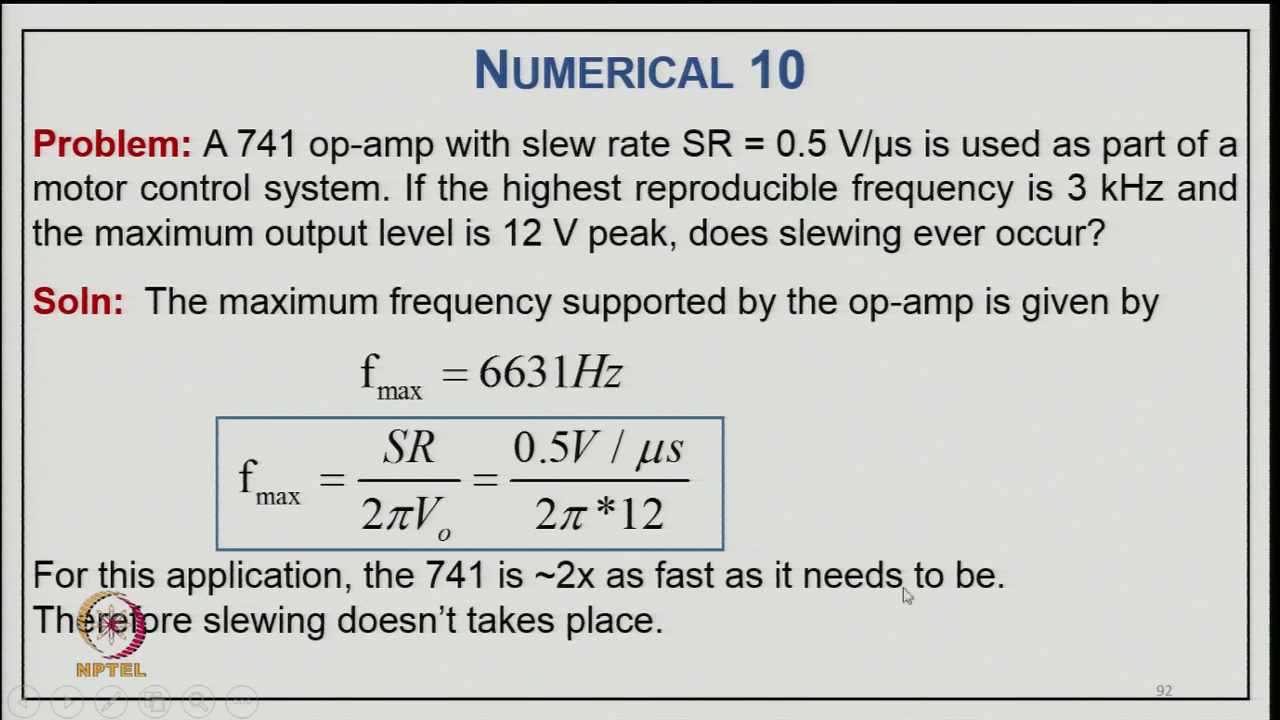 NUMERICAL 10
Problem: A 741 op-amp with slew rate SR = 0.5 V/µs is used as part of a
motor control system. If the highest reproducible frequency is 3 kHz and
the maximum output level is 12 V peak, does slewing ever occur?
Soln: The maximum frequency supported by the op-amp is given by
f_max = 6631Hz
f_max = SR / 2πV_o = 0.5V / µs / 2π*12
For this application, the 741 is ~2x as fast as it needs to be.
Therefore slewing doesn't takes place.
NPTEL
92